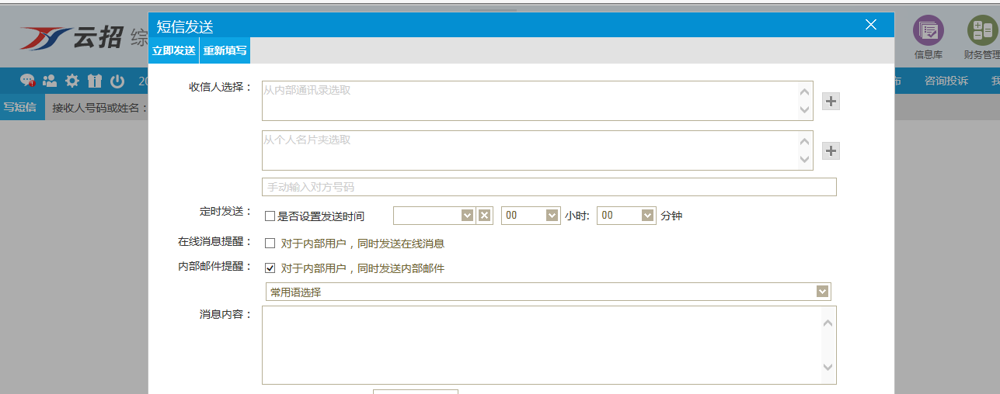 短信发送
云招 综
信息库
财务管理
立即发送 重新填写
20
布 咨询投诉 我
写短信 接收人号码或姓名：
收信人选择： 从内部通讯录选取
从个人名片夹选取
手动输入对方号码
定时发送： 是否设置发送时间 00 小时: 00 分钟
在线消息提醒： 对于内部用户，同时发送在线消息
内部邮件提醒： 对于内部用户，同时发送内部邮件
常用语选择
消息内容：